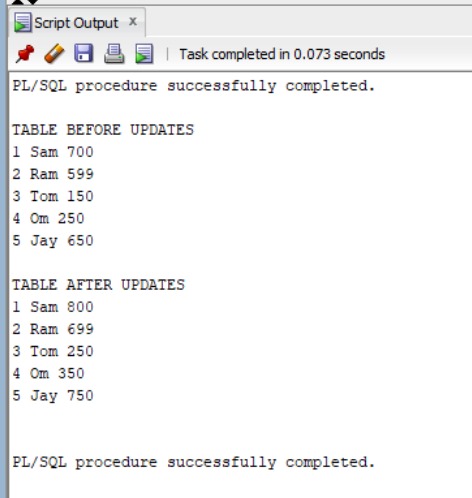 Script Output x
Task completed in 0.073 seconds
PL/SQL procedure successfully completed.
TABLE BEFORE UPDATES
1 Sam 700
2 Ram 599
3 Tom 150
4 Om 250
5 Jay 650
TABLE AFTER UPDATES
1 Sam 800
2 Ram 699
3 Tom 250
4 Om 350
5 Jay 750
PL/SQL procedure successfully completed.